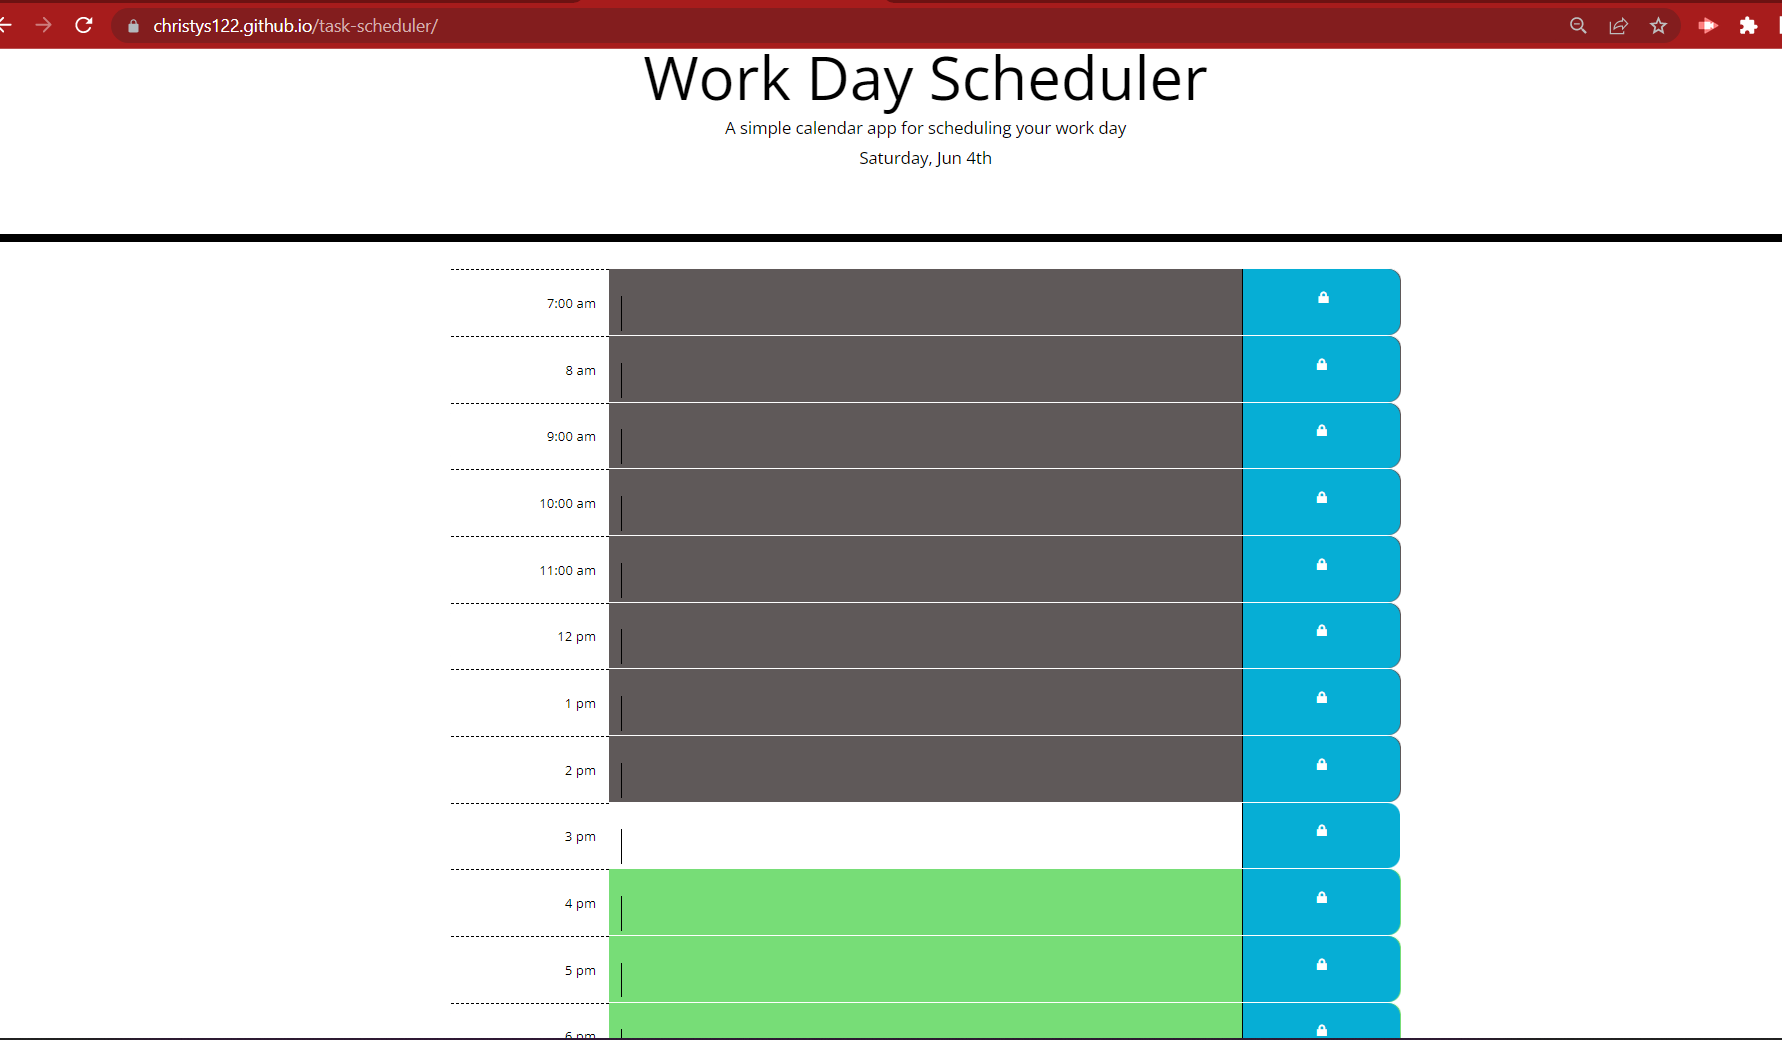 christys122.github.io/task-scheduler/
Work Day Scheduler
A simple calendar app for scheduling your work day
Saturday, Jun 4th
7:00 am
8 am
9:00 am
10:00 am
11:00 am
12 pm
1 pm
2 pm
3 pm
4 pm
5 pm
6 pm